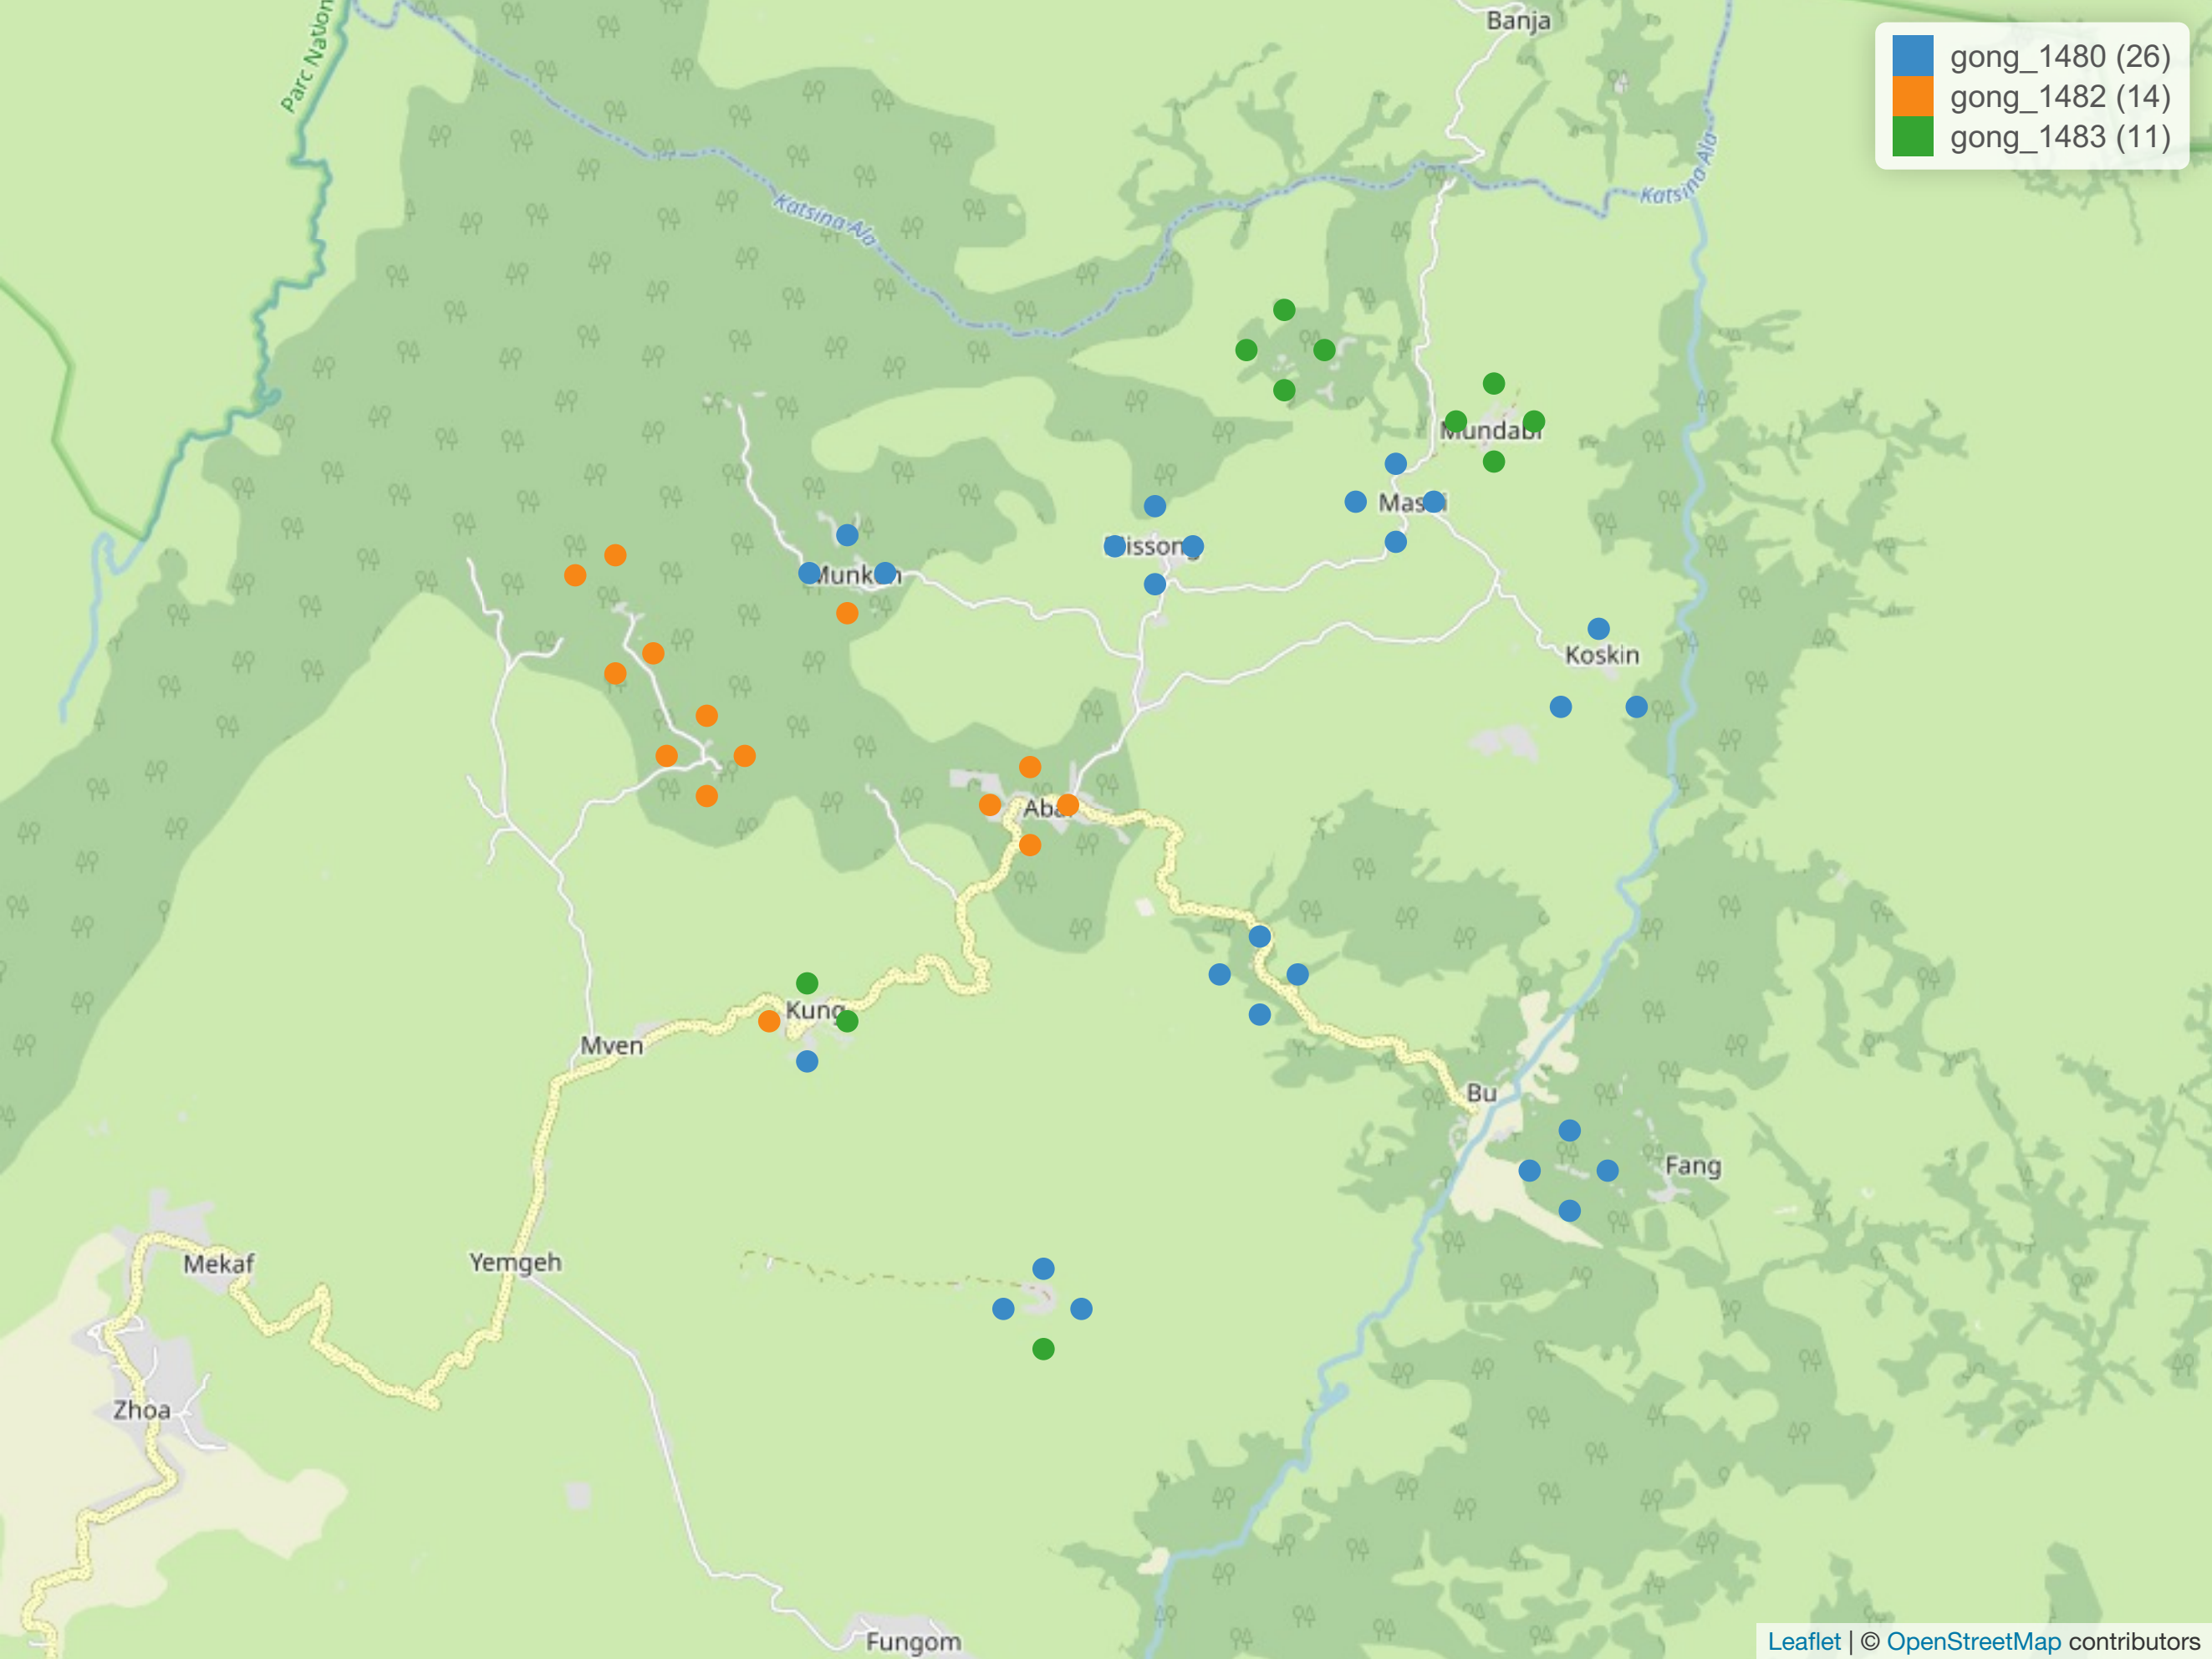 Banja
gong_1480 (26)
gong_1482 (14)
gong_1483 (11)
Parc Nation
Katsina-Ala
Katsina Ala
Mundabi
Koskin
Kung
Mven
Bu
Fang
Mekaf
Yemgeh
Zhoa
Fungom
Leaflet | © OpenStreetMap contributors